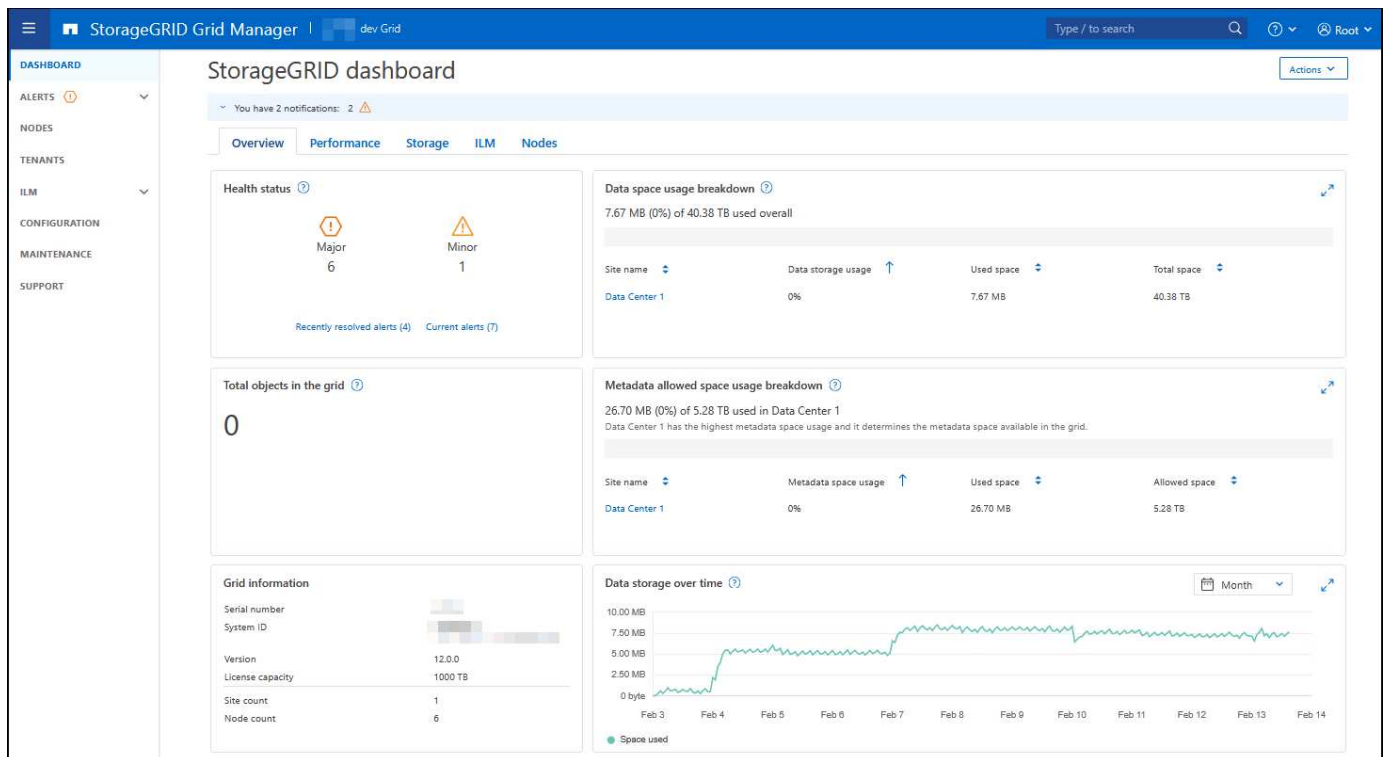 StorageGRID Grid Manager | dev Grid Type / to search Root
DASHBOARD
ALERTS
NODES
TENANTS
ILM
CONFIGURATION
MAINTENANCE
SUPPORT
StorageGRID dashboard
Actions
You have 2 notifications: 2
Overview Performance Storage ILM Nodes
Health status
Major Minor
6 1
Recently resolved alerts (4) Current alerts (7)
Data space usage breakdown
7.67 MB (0%) of 40.38 TB used overall
Site name Data storage usage Used space Total space
Data Center 1 0% 7.67 MB 40.38 TB
Total objects in the grid
0
Metadata allowed space usage breakdown
26.70 MB (0%) of 5.28 TB used in Data Center 1
Data Center 1 has the highest metadata space usage and it determines the metadata space available in the grid.
Site name Metadata space usage Used space Allowed space
Data Center 1 0% 26.70 MB 5.28 TB
Grid information
Serial number
System ID
Version 12.0.0
License capacity 1000 TB
Site count 1
Node count 6
Data storage over time
Month
10.00 MB
7.50 MB
5.00 MB
2.50 MB
0 byte
Feb 3 Feb 4 Feb 5 Feb 6 Feb 7 Feb 8 Feb 9 Feb 10 Feb 11 Feb 12 Feb 13 Feb 14
Space used